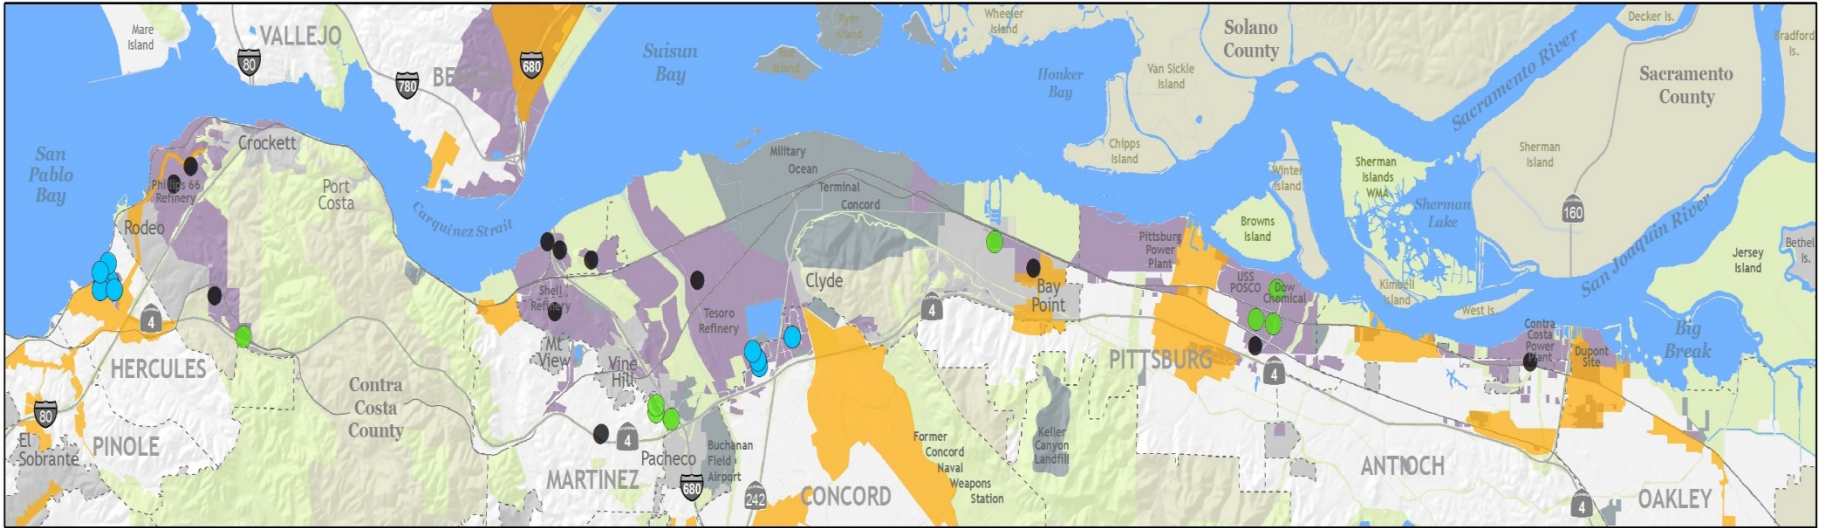 Mare
Island
VALLEJO
80
780
680
Suisun
Bay
Ryer
Island
Roe
Island
Wheeler
Island
Honker
Bay
Solano
County
Van Sickle
Island
Chipps
Island
Decker Is.
Bradford
Is.
Sacramento River
Sacramento
County
Sherman
Island
160
San
Pablo
Bay
Crockett
Phillips 66
Refinery
Rodeo
Port
Costa
Carquinez Strait
Military
Ocean
Terminal
Concord
Clyde
Shell
Refinery
Tesoro
Refinery
Mt
View
Vine
Hill
4
Bay
Point
Pittsburg
Power
Plant
Browns
Island
Winter
Island
Sherman
Islands
WMA
Sherman
Lake
Kimball
Island
West Is.
San Joaquin River
Jersey
Island
Bethel
Is.
USS
POSCO
Dow
Chemical
4
HERCULES
Contra
Costa
County
80
El
Sobrante
PINOLE
MARTINEZ
4
Pacheco
680
Buchanan
Field
Airport
242
CONCORD
Former
Concord
Naval
Weapons
Station
Keller
Canyon
Landfill
PITTSBURG
4
Contra
Costa
Power
Plant
Dupont
Site
Big
Break
ANTIOCH
4
OAKLEY